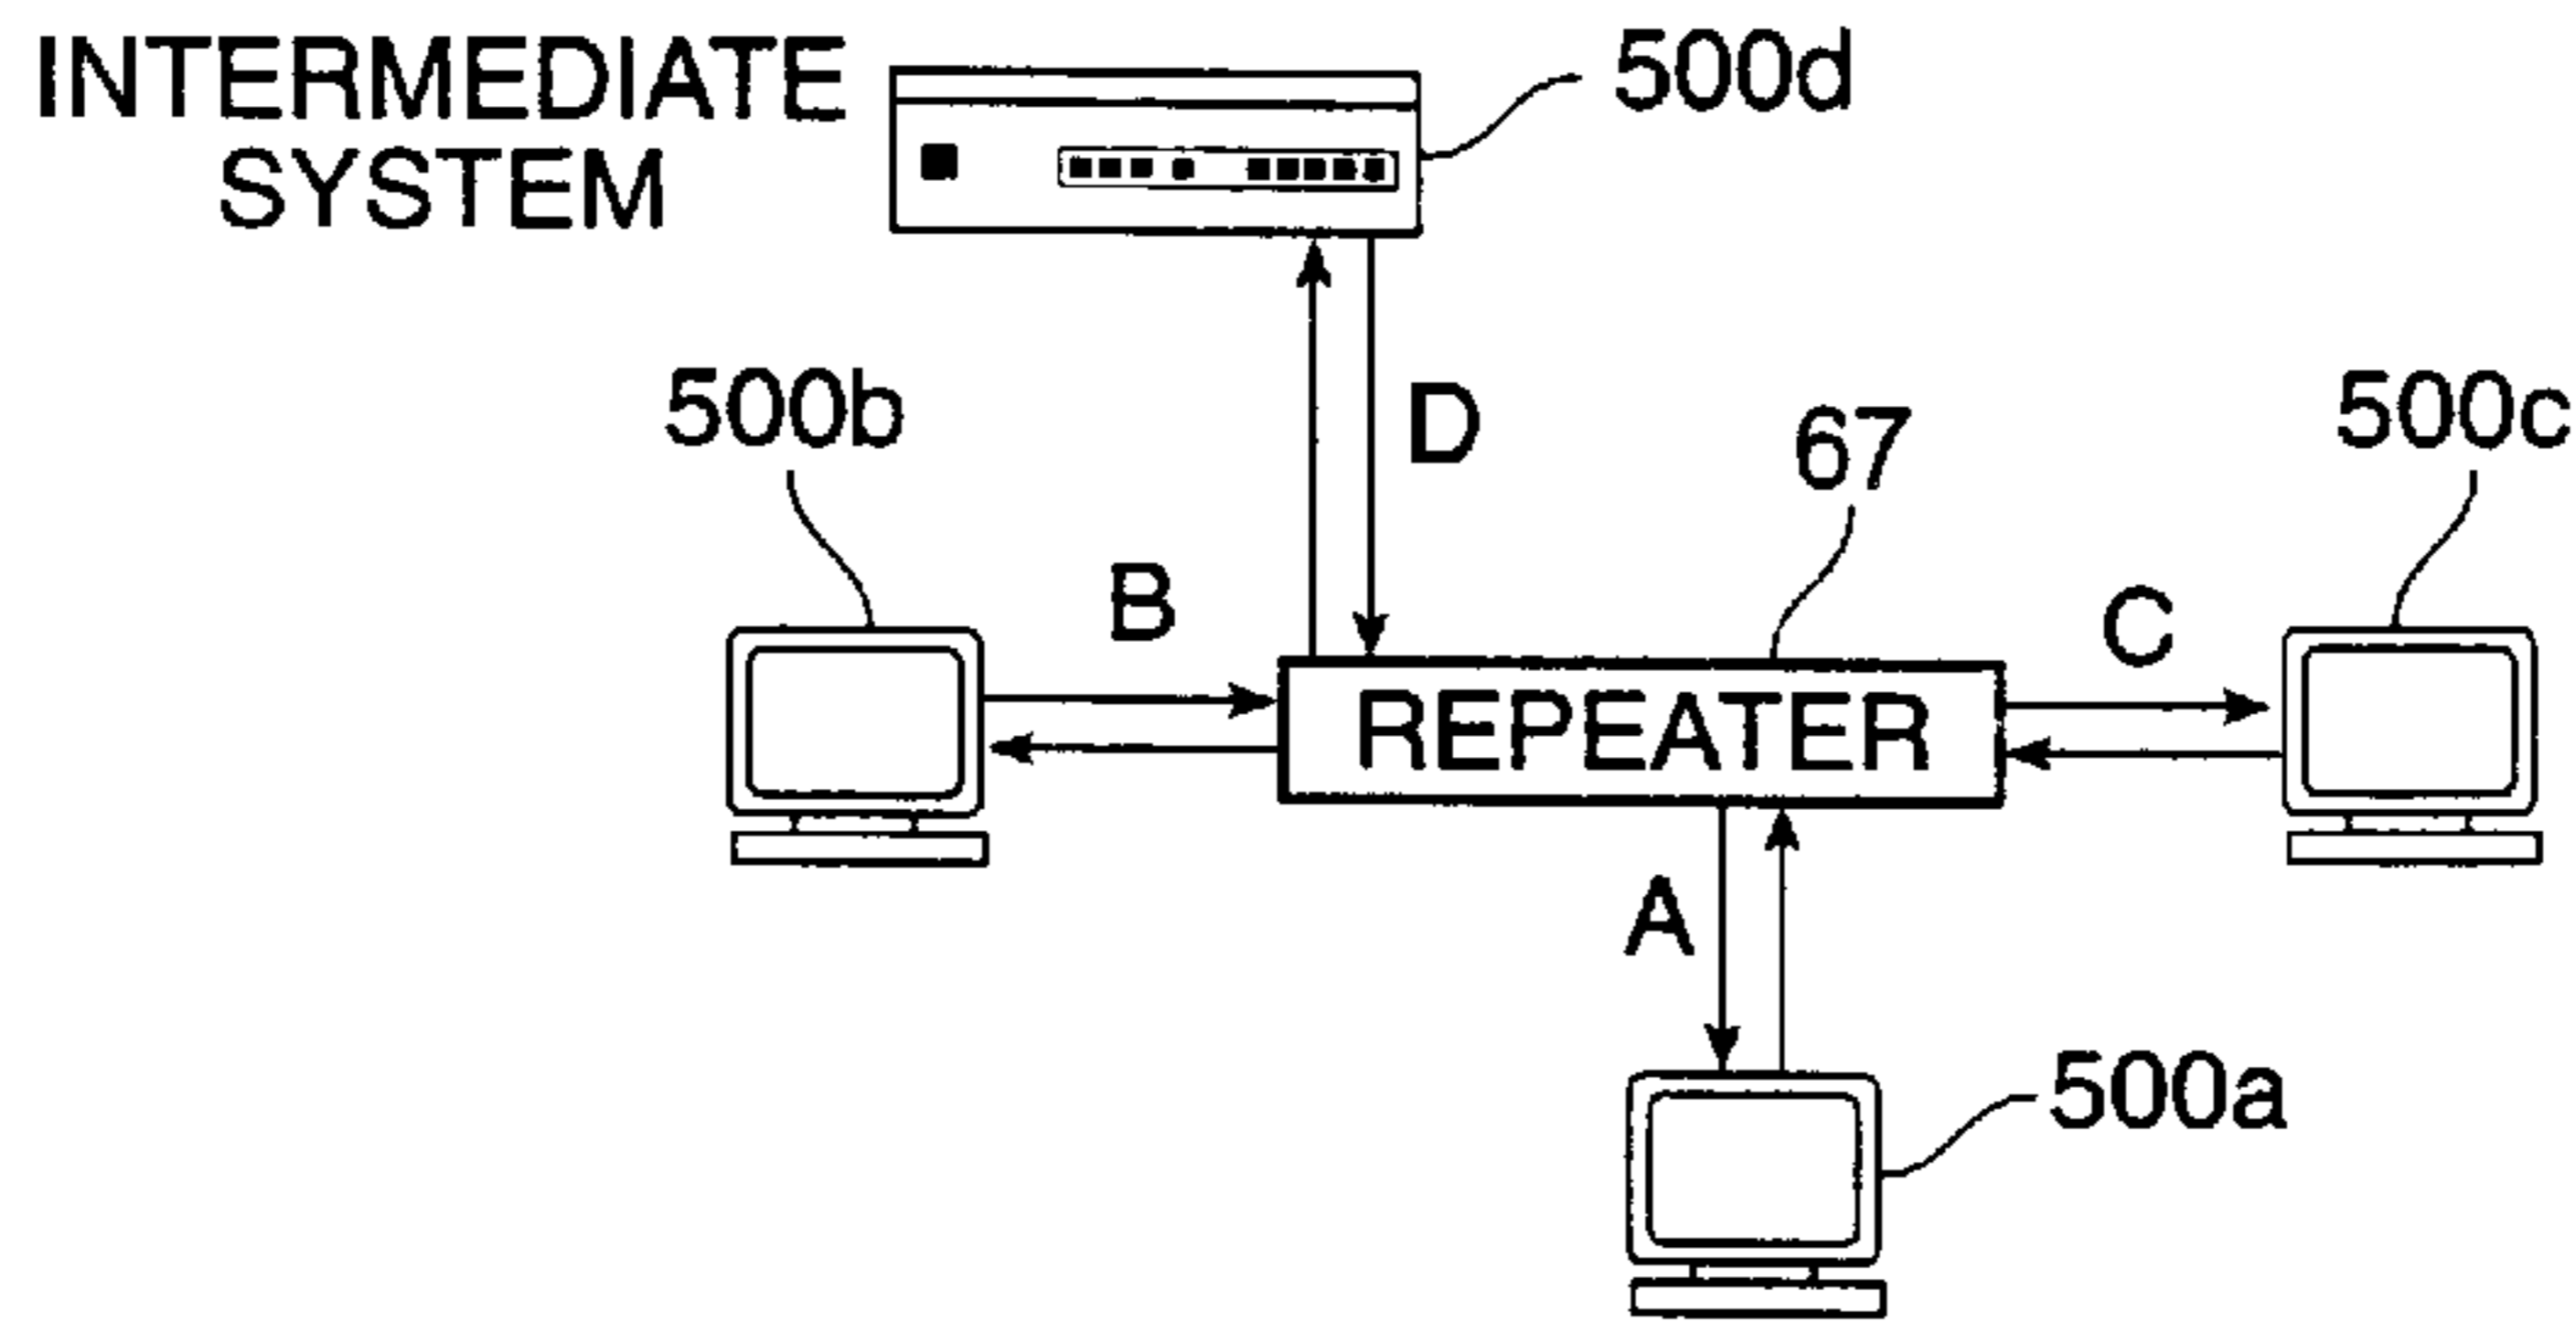 INTERMEDIATE
SYSTEM
500d
500b
D
67
500c
B
C
REPEATER
A
500a